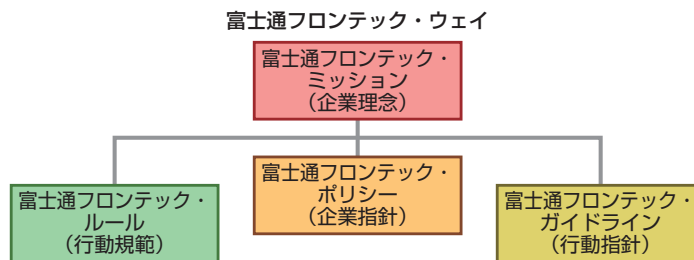 富士通フロンテック・ウェイ
富士通フロンテック・
ミッション
（企業理念）
富士通フロンテック・
ルール
（行動規範）
富士通フロンテック・
ポリシー
（企業指針）
富士通フロンテック・
ガイドライン
（行動指針）